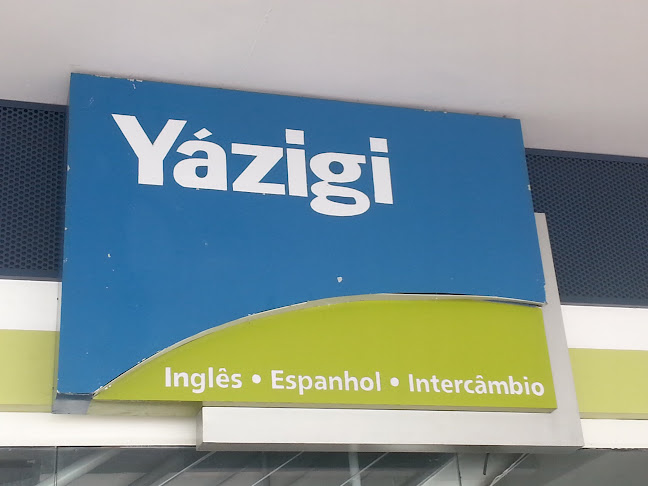 Yázigi
Inglês • Espanhol • Intercâmbio